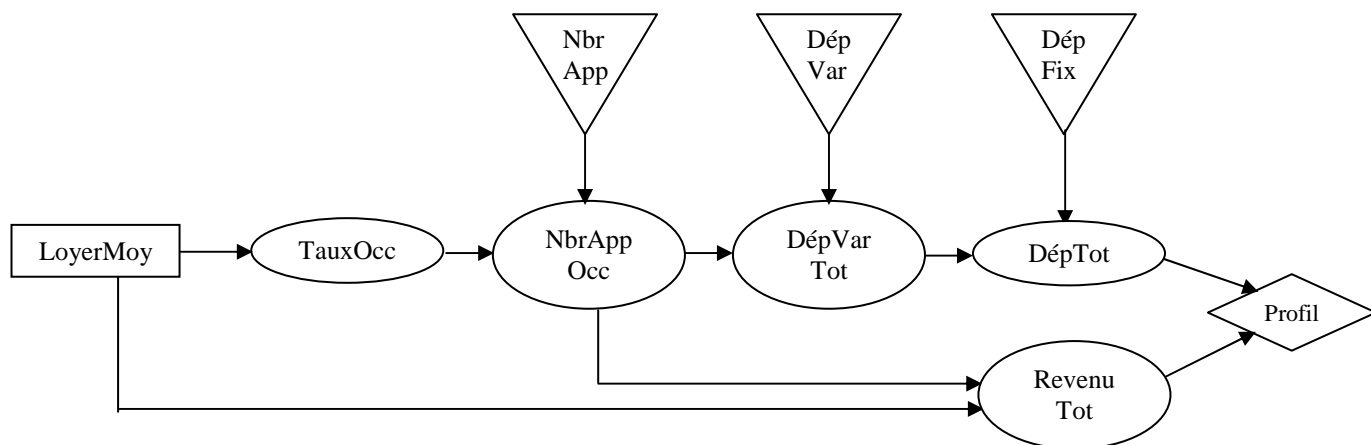 Nbr
App
Dép
Var
Dép
Fix
LoyerMoy
TauxOcc
NbrApp
Occ
DépVar
Tot
DépTot
Profil
Revenu
Tot